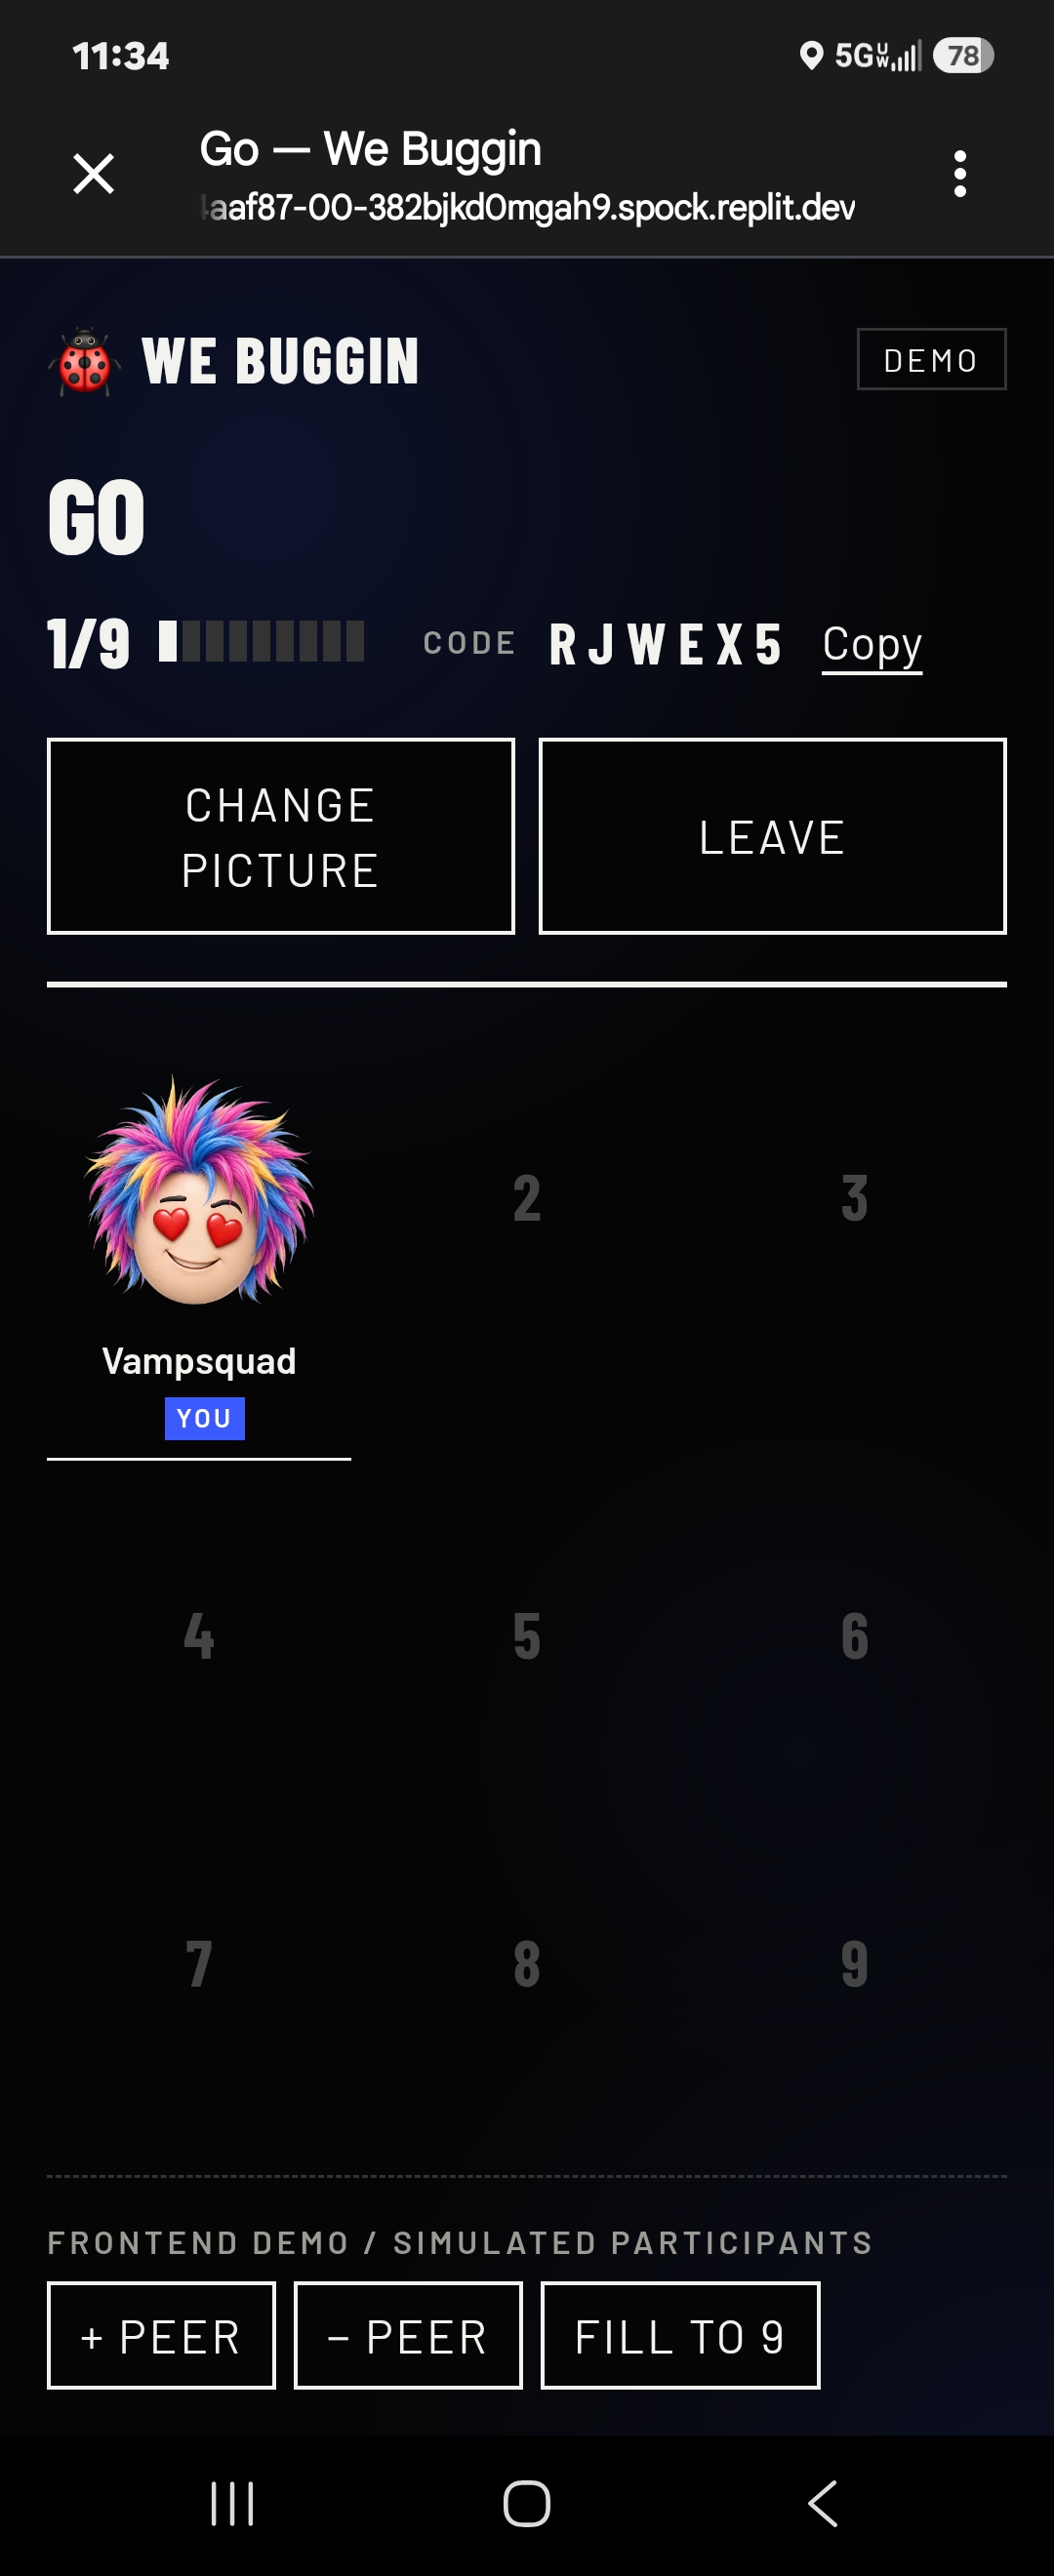 11:34
5G UW 78
Go — We Buggin
aaf87-00-382bjkd0mgah9.spock.replit.dev
WE BUGGIN
DEMO
GO
1/9 CODE RJWEX5 Copy
CHANGE
PICTURE
LEAVE
2
3
Vampsquad
YOU
4
5
6
7
8
9
FRONTEND DEMO / SIMULATED PARTICIPANTS
+ PEER
– PEER
FILL TO 9